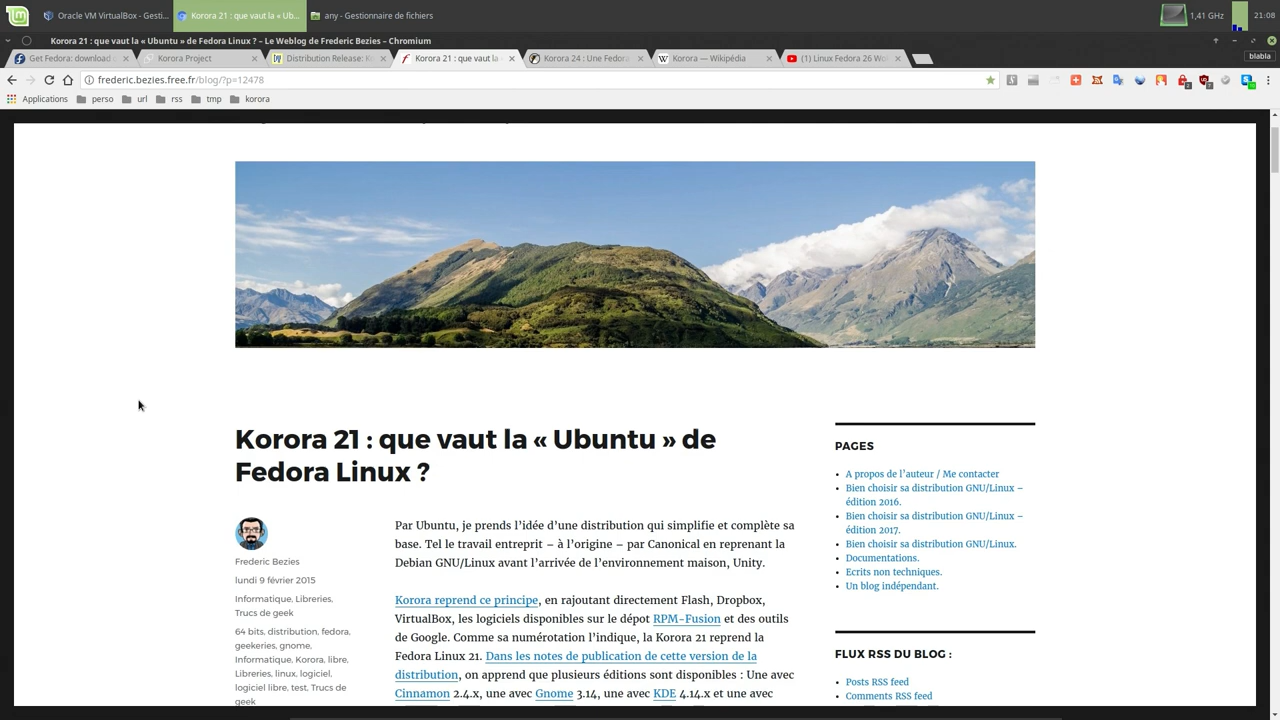 Oracle VM VirtualBox - Gesti...
Korora 21 : que vaut la « Ub...
any - Gestionnaire de fichiers
1,41 GHz
21:08
Korora 21 : que vaut la « Ubuntu » de Fedora Linux ? – Le Weblog de Frederic Bezies – Chromium
Get Fedora: download
Korora Project
Distribution Release: K
Korora 21 : que vaut la
Korora 24 : Une Fedora
Korora — Wikipédia
(1) Linux Fedora 26 Wo
blabla
frederic.bezies.free.fr/blog/?p=12478
Applications
perso
url
rss
tmp
korora
Korora 21 : que vaut la « Ubuntu » de
Fedora Linux ?
Frederic Bezies
lundi 9 février 2015
Informatique, Libreries,
Trucs de geek
64 bits, distribution, fedora,
geekeries, gnome,
Informatique, Korora, libre,
Libreries, linux, logiciel,
logiciel libre, test, Trucs de
geek
Par Ubuntu, je prends l’idée d’une distribution qui simplifie et complète sa
base. Tel le travail entreprit – à l’origine – par Canonical en reprenant la
Debian GNU/Linux avant l’arrivée de l’environnement maison, Unity.
Korora reprend ce principe, en rajoutant directement Flash, Dropbox,
VirtualBox, les logiciels disponibles sur le dépot RPM-Fusion et des outils
de Google. Comme sa numérotation l’indique, la Korora 21 reprend la
Fedora Linux 21. Dans les notes de publication de cette version de la
distribution, on apprend que plusieurs éditions sont disponibles : Une avec
Cinnamon 2.4.x, une avec Gnome 3.14, une avec KDE 4.14.x et une avec
PAGES
A propos de l’auteur / Me contacter
Bien choisir sa distribution GNU/Linux –
édition 2016.
Bien choisir sa distribution GNU/Linux –
édition 2017.
Bien choisir sa distribution GNU/Linux.
Documentations.
Ecrits non techniques.
Un blog indépendant.
FLUX RSS DU BLOG :
Posts RSS feed
Comments RSS feed